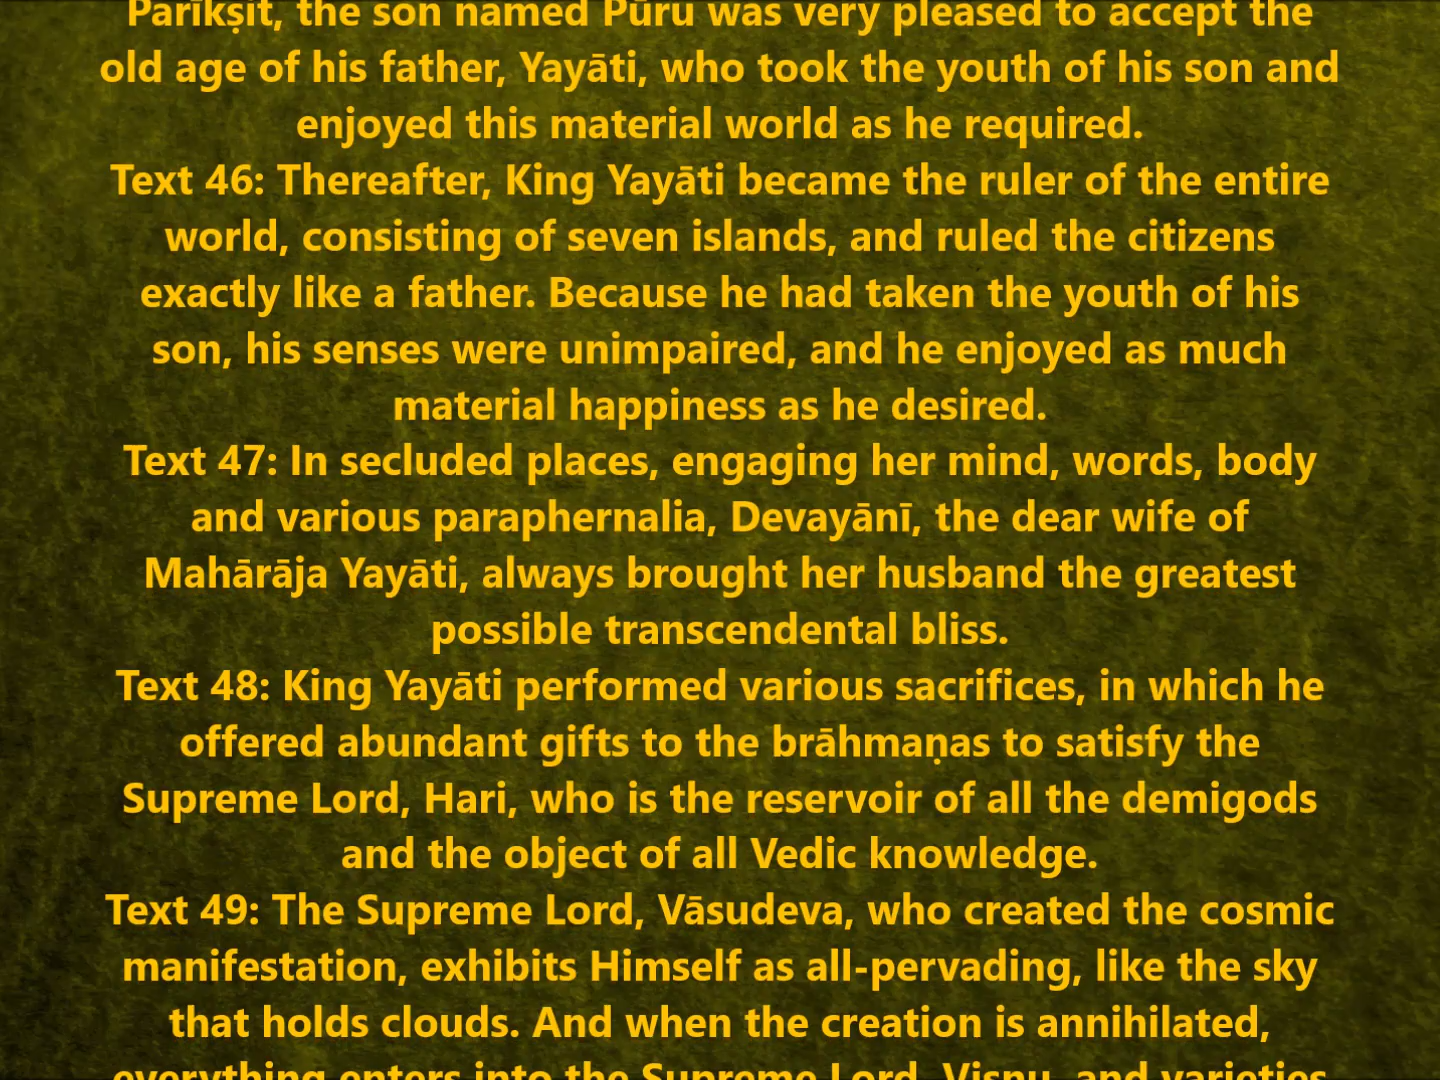 Parīkṣit, the son named Pūru was very pleased to accept the
old age of his father, Yayāti, who took the youth of his son and
enjoyed this material world as he required.
Text 46: Thereafter, King Yayāti became the ruler of the entire
world, consisting of seven islands, and ruled the citizens
exactly like a father. Because he had taken the youth of his
son, his senses were unimpaired, and he enjoyed as much
material happiness as he desired.
Text 47: In secluded places, engaging her mind, words, body
and various paraphernalia, Devayānī, the dear wife of
Mahārāja Yayāti, always brought her husband the greatest
possible transcendental bliss.
Text 48: King Yayāti performed various sacrifices, in which he
offered abundant gifts to the brāhmaṇas to satisfy the
Supreme Lord, Hari, who is the reservoir of all the demigods
and the object of all Vedic knowledge.
Text 49: The Supreme Lord, Vāsudeva, who created the cosmic
manifestation, exhibits Himself as all-pervading, like the sky
that holds clouds. And when the creation is annihilated,
everything enters into the Supreme Lord, Viṣṇu, and varieties